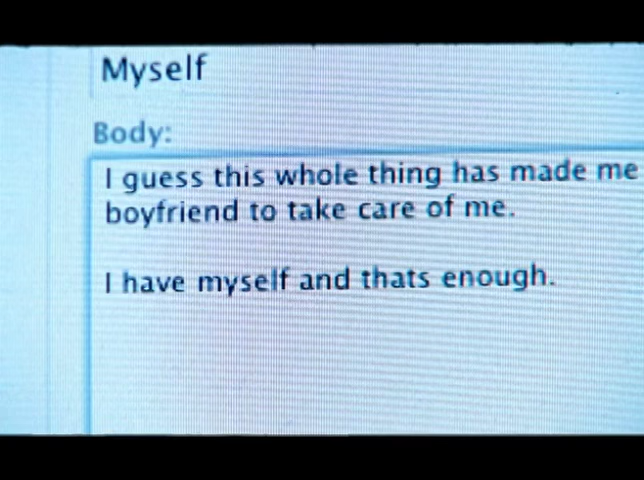 Myself
Body:
I guess this whole thing has made me
boyfriend to take care of me.
I have myself and thats enough.